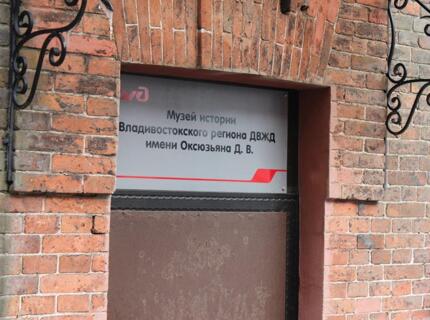 Музей истории
Владивостокского региона ДВЖД
имени Оксюзьяна Д. В.